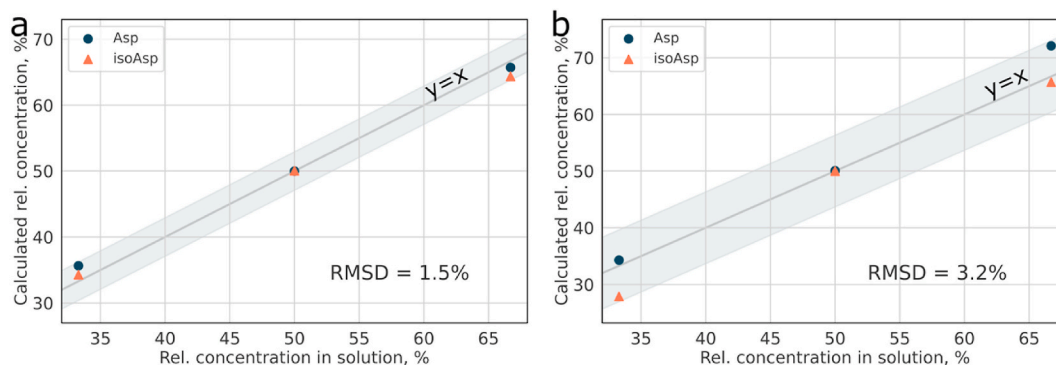 a
Asp
isoAsp
y=x
RMSD = 1.5%
Calculated rel. concentration, %
70
60
50
40
30
35
40
45
50
55
60
65
Rel. concentration in solution, %
b
Asp
isoAsp
y=x
RMSD = 3.2%
Calculated rel. concentration, %
70
60
50
40
30
35
40
45
50
55
60
65
Rel. concentration in solution, %